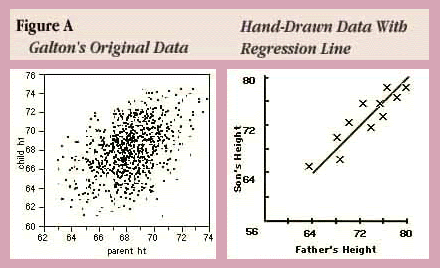 Figure A
Galton's Original Data
Hand-Drawn Data With
Regression Line
76
74
72
70
68
66
64
62
60
child ht
62 64 66 68 70 72 74
parent ht
80
72
64
56
Son's Height
64 72 80
Father's Height